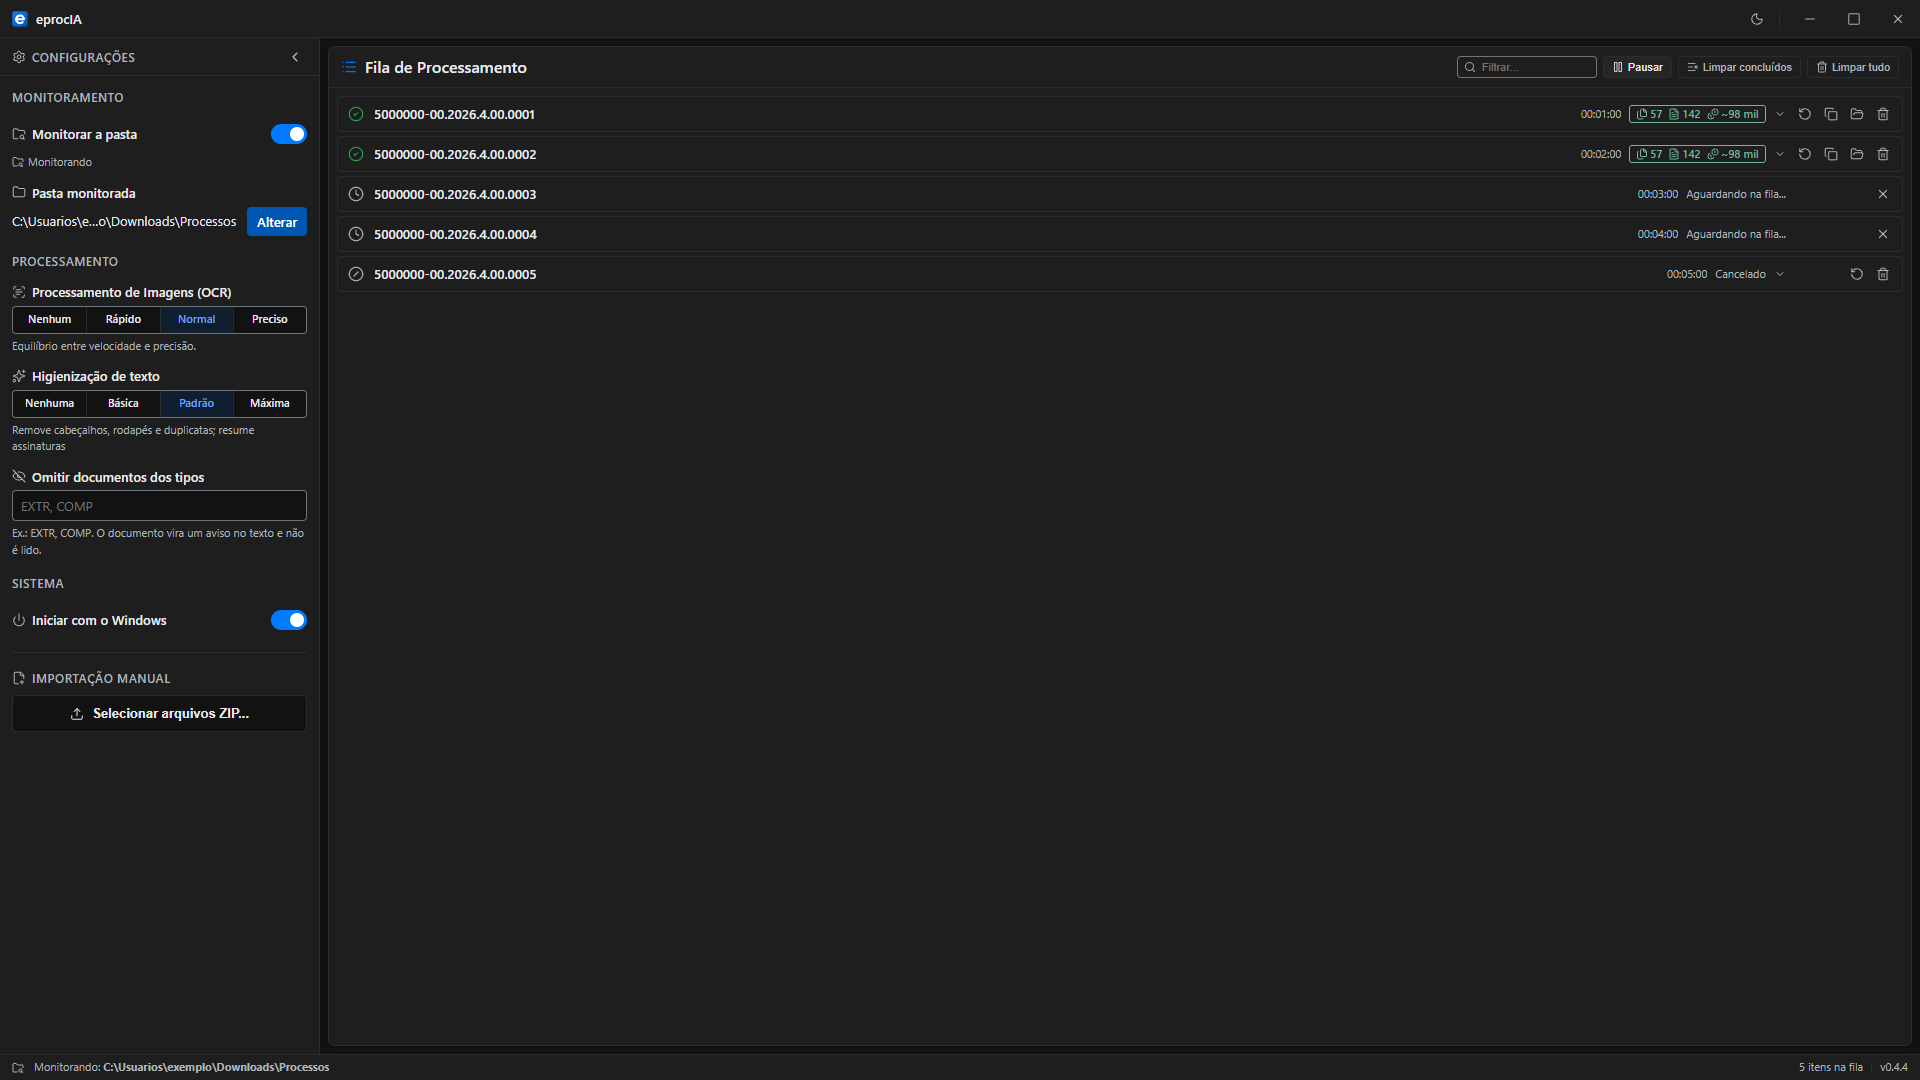 eprocIA
CONFIGURAÇÕES
MONITORAMENTO
Monitorar a pasta
Monitorando
Pasta monitorada
C:\Usuarios\e...o\Downloads\Processos
Alterar
PROCESSAMENTO
Processamento de Imagens (OCR)
Nenhum Rápido Normal Preciso
Equilíbrio entre velocidade e precisão.
Higienização de texto
Nenhuma Básica Padrão Máxima
Remove cabeçalhos, rodapés e duplicatas; resume
assinaturas
Omitir documentos dos tipos
EXTR, COMP
Ex.: EXTR, COMP. O documento vira um aviso no texto e não
é lido.
SISTEMA
Iniciar com o Windows
IMPORTAÇÃO MANUAL
Selecionar arquivos ZIP...
Fila de Processamento
Filtrar... Pausar Limpar concluídos Limpar tudo
5000000-00.2026.4.00.0001 00:01:00 57 142 ~98 mil
5000000-00.2026.4.00.0002 00:02:00 57 142 ~98 mil
5000000-00.2026.4.00.0003 00:03:00 Aguardando na fila...
5000000-00.2026.4.00.0004 00:04:00 Aguardando na fila...
5000000-00.2026.4.00.0005 00:05:00 Cancelado
Monitorando: C:\Usuarios\exemplo\Downloads\Processos
5 itens na fila v0.4.4